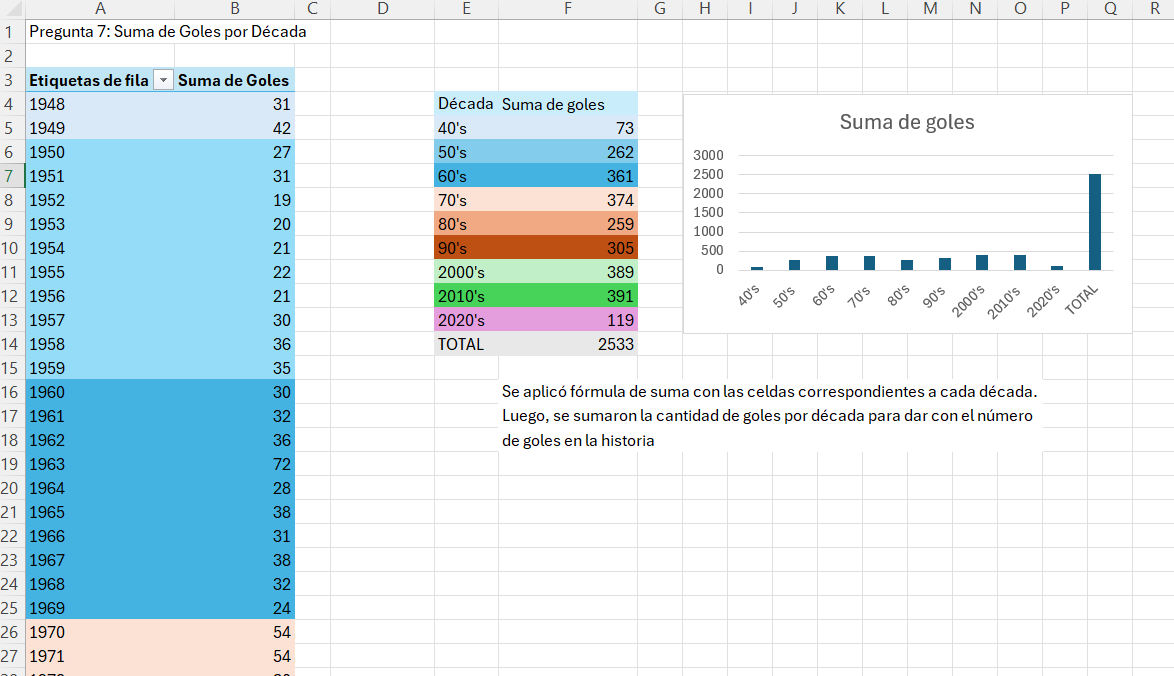 A B C D E F G H I J K L M N O P Q R
1 Pregunta 7: Suma de Goles por Década
2
3 Etiquetas de fila Suma de Goles
4 1948 31 Década Suma de goles
5 1949 42 40's 73
6 1950 27 50's 262
7 1951 31 60's 361
8 1952 19 70's 374
9 1953 20 80's 259
10 1954 21 90's 305
11 1955 22 2000's 389
12 1956 21 2010's 391
13 1957 30 2020's 119
14 1958 36 TOTAL 2533
15 1959 35
16 1960 30
17 1961 32
18 1962 36
19 1963 72
20 1964 28
21 1965 38
22 1966 31
23 1967 38
24 1968 32
25 1969 24
26 1970 54
27 1971 54
Suma de goles
3000
2500
2000
1500
1000
500
0
40's 50's 60's 70's 80's 90's 2000's 2010's 2020's TOTAL
Se aplicó fórmula de suma con las celdas correspondientes a cada década.
Luego, se sumaron la cantidad de goles por década para dar con el número
de goles en la historia